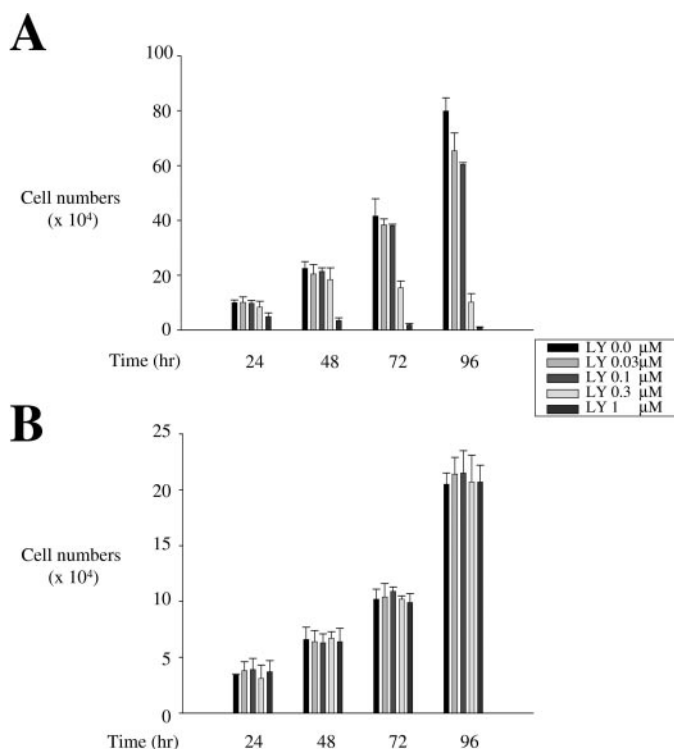 A
100
80
60
40
20
0
Cell numbers
(x 10⁴)
Time (hr) 24 48 72 96
LY 0.0 μM
LY 0.03μM
LY 0.1 μM
LY 0.3 μM
LY 1 μM
B
25
20
15
10
5
0
Cell numbers
(x 10⁴)
Time (hr) 24 48 72 96